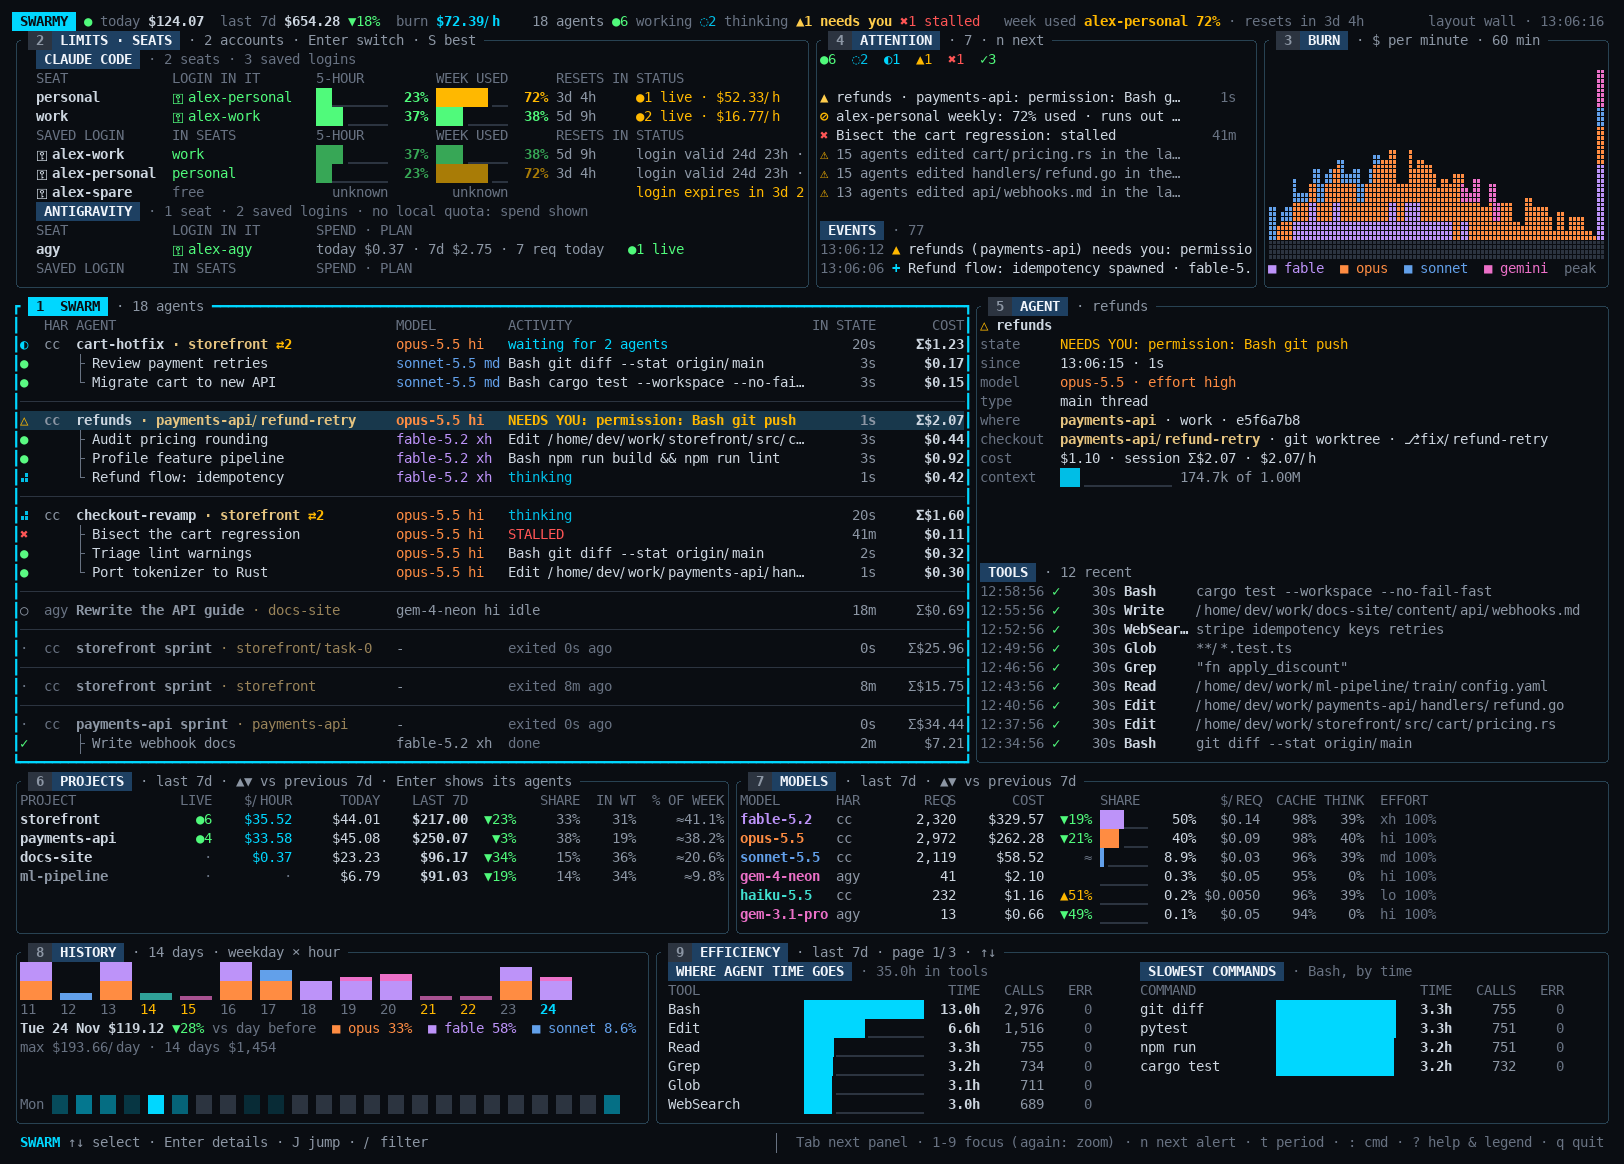 SWARMY ● today $124.07 last 7d $654.28 ▼18% burn $72.39/h 18 agents ●6 working ◌2 thinking ▲1 needs you ✖1 stalled week used alex-personal 72% · resets in 3d 4h layout wall · 13:06:16
2 LIMITS · SEATS · 2 accounts · Enter switch · S best
CLAUDE CODE · 2 seats · 3 saved logins
SEAT LOGIN IN IT 5-HOUR WEEK USED RESETS IN STATUS
personal alex-personal 23% 72% 3d 4h ●1 live · $52.33/h
work alex-work 37% 38% 5d 9h ●2 live · $16.77/h
SAVED LOGIN IN SEATS 5-HOUR WEEK USED RESETS IN STATUS
alex-work work 37% 38% 5d 9h login valid 24d 23h ·
alex-personal personal 23% 72% 3d 4h login valid 24d 23h ·
alex-spare free unknown unknown login expires in 3d 2
ANTIGRAVITY · 1 seat · 2 saved logins · no local quota: spend shown
SEAT LOGIN IN IT SPEND · PLAN
agy alex-agy today $0.37 · 7d $2.75 · 7 req today ●1 live
SAVED LOGIN IN SEATS SPEND · PLAN
4 ATTENTION · 7 · n next
●6 ◌2 ◐1 ▲1 ✖1 ✓3
▲ refunds · payments-api: permission: Bash g… 1s
⊘ alex-personal weekly: 72% used · runs out …
✖ Bisect the cart regression: stalled 41m
⚠ 15 agents edited cart/pricing.rs in the la…
⚠ 15 agents edited handlers/refund.go in the…
⚠ 13 agents edited api/webhooks.md in the la…
EVENTS · 77
13:06:12 ▲ refunds (payments-api) needs you: permissio
13:06:06 + Refund flow: idempotency spawned · fable-5.
3 BURN · $ per minute · 60 min
■ fable ■ opus ■ sonnet ■ gemini peak
1 SWARM · 18 agents
HAR AGENT MODEL ACTIVITY IN STATE COST
◐ cc cart-hotfix · storefront ⇄2 opus-5.5 hi waiting for 2 agents 20s Σ$1.23
● ├ Review payment retries sonnet-5.5 md Bash git diff --stat origin/main 3s $0.17
● └ Migrate cart to new API sonnet-5.5 md Bash cargo test --workspace --no-fai… 3s $0.15
△ cc refunds · payments-api/refund-retry opus-5.5 hi NEEDS YOU: permission: Bash git push 1s Σ$2.07
● ├ Audit pricing rounding fable-5.2 xh Edit /home/dev/work/storefront/src/c… 3s $0.44
● ├ Profile feature pipeline fable-5.2 xh Bash npm run build && npm run lint 3s $0.92
└ Refund flow: idempotency fable-5.2 xh thinking 1s $0.42
cc checkout-revamp · storefront ⇄2 opus-5.5 hi thinking 20s Σ$1.60
✖ ├ Bisect the cart regression opus-5.5 hi STALLED 41m $0.11
● ├ Triage lint warnings opus-5.5 hi Bash git diff --stat origin/main 2s $0.32
● └ Port tokenizer to Rust opus-5.5 hi Edit /home/dev/work/payments-api/han… 1s $0.30
○ agy Rewrite the API guide · docs-site gem-4-neon hi idle 18m Σ$0.69
· cc storefront sprint · storefront/task-0 - exited 0s ago 0s Σ$25.96
· cc storefront sprint · storefront - exited 8m ago 8m Σ$15.75
· cc payments-api sprint · payments-api - exited 0s ago 0s Σ$34.44
✓ ├ Write webhook docs fable-5.2 xh done 2m $7.21
5 AGENT · refunds
△ refunds
state NEEDS YOU: permission: Bash git push
since 13:06:15 · 1s
model opus-5.5 · effort high
type main thread
where payments-api · work · e5f6a7b8
checkout payments-api/refund-retry · git worktree · ⎇fix/refund-retry
cost $1.10 · session Σ$2.07 · $2.07/h
context 174.7k of 1.00M
TOOLS · 12 recent
12:58:56 ✓ 30s Bash cargo test --workspace --no-fail-fast
12:55:56 ✓ 30s Write /home/dev/work/docs-site/content/api/webhooks.md
12:52:56 ✓ 30s WebSear… stripe idempotency keys retries
12:49:56 ✓ 30s Glob **/*.test.ts
12:46:56 ✓ 30s Grep "fn apply_discount"
12:43:56 ✓ 30s Read /home/dev/work/ml-pipeline/train/config.yaml
12:40:56 ✓ 30s Edit /home/dev/work/payments-api/handlers/refund.go
12:37:56 ✓ 30s Edit /home/dev/work/storefront/src/cart/pricing.rs
12:34:56 ✓ 30s Bash git diff --stat origin/main
6 PROJECTS · last 7d · ▲▼ vs previous 7d · Enter shows its agents
PROJECT LIVE $/HOUR TODAY LAST 7D SHARE IN WT % OF WEEK
storefront ●6 $35.52 $44.01 $217.00 ▼23% 33% 31% ≈41.1%
payments-api ●4 $33.58 $45.08 $250.07 ▼3% 38% 19% ≈38.2%
docs-site · $0.37 $23.23 $96.17 ▼34% 15% 36% ≈20.6%
ml-pipeline · · $6.79 $91.03 ▼19% 14% 34% ≈9.8%
7 MODELS · last 7d · ▲▼ vs previous 7d
MODEL HAR REQS COST SHARE $/REQ CACHE THINK EFFORT
fable-5.2 cc 2,320 $329.57 ▼19% 50% $0.14 98% 39% xh 100%
opus-5.5 cc 2,972 $262.28 ▼21% 40% $0.09 98% 40% hi 100%
sonnet-5.5 cc 2,119 $58.52 ≈ 8.9% $0.03 96% 39% md 100%
gem-4-neon agy 41 $2.10 0.3% $0.05 95% 0% hi 100%
haiku-5.5 cc 232 $1.16 ▲51% 0.2% $0.0050 96% 39% lo 100%
gem-3.1-pro agy 13 $0.66 ▼49% 0.1% $0.05 94% 0% hi 100%
8 HISTORY · 14 days · weekday × hour
11 12 13 14 15 16 17 18 19 20 21 22 23 24
Tue 24 Nov $119.12 ▼28% vs day before ■ opus 33% ■ fable 58% ■ sonnet 8.6%
max $193.66/day · 14 days $1,454
Mon
9 EFFICIENCY · last 7d · page 1/3 · ↑↓
WHERE AGENT TIME GOES · 35.0h in tools
TOOL TIME CALLS ERR
Bash 13.0h 2,976 0
Edit 6.6h 1,516 0
Read 3.3h 755 0
Grep 3.2h 734 0
Glob 3.1h 711 0
WebSearch 3.0h 689 0
SLOWEST COMMANDS · Bash, by time
COMMAND TIME CALLS ERR
git diff 3.3h 755 0
pytest 3.3h 751 0
npm run 3.2h 751 0
cargo test 3.2h 732 0
SWARM ↑↓ select · Enter details · J jump · / filter
Tab next panel · 1-9 focus (again: zoom) · n next alert · t period · : cmd · ? help & legend · q quit